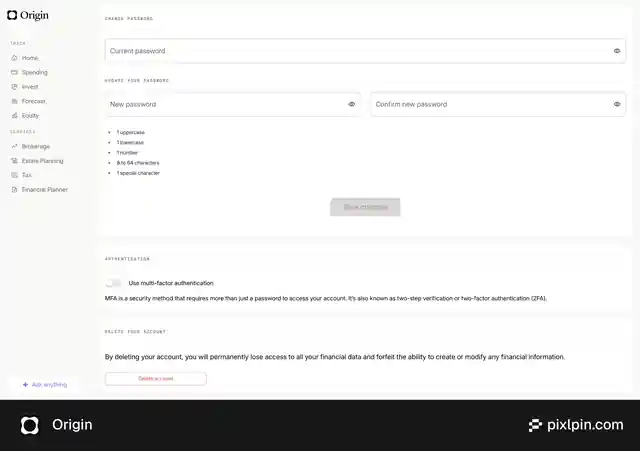 Origin
TRACK
Home
Spending
Invest
Forecast
Equity
SERVICES
Brokerage
Estate Planning
Tax
Financial Planner
Ask anything
CHANGE PASSWORD
Current password
UPDATE YOUR PASSWORD
New password
Confirm new password
1 uppercase
1 lowercase
1 number
8 to 64 characters
1 special character
Save changes
AUTHENTICATION
Use multi-factor authentication
MFA is a security method that requires more than just a password to access your account. It's also known as two-step verification or two-factor authentication (2FA).
DELETE YOUR ACCOUNT
By deleting your account, you will permanently lose access to all your financial data and forfeit the ability to create or modify any financial information.
Delete account
Origin
pixlpin.com